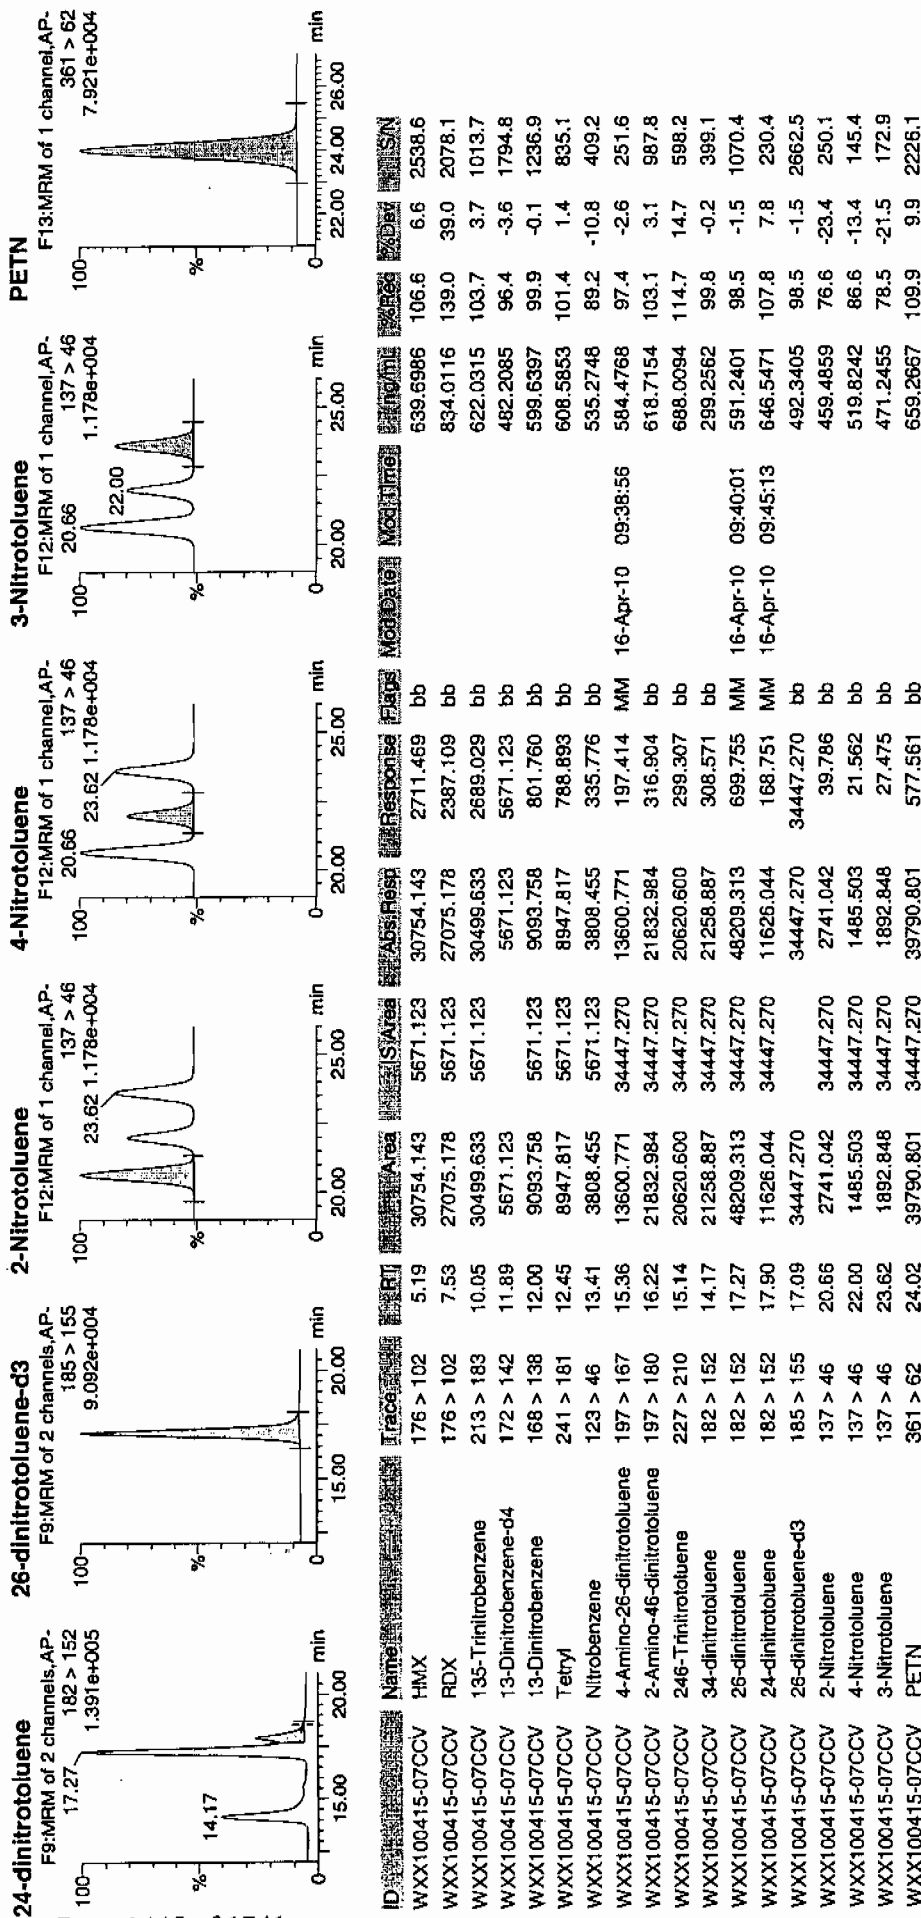 24-dinitrotoluene
F9:MRM of 2 channels,AP-
17.27 182 > 152
1.391e+005
100
14.17
%
0
15.00 20.00
26-dinitrotoluene-d3
F9:MRM of 2 channels,AP-
185 > 155
9.092e+004
100
%
0
15.00 20.00
min
2-Nitrotoluene
F12:MRM of 1 channel,AP-
137 > 46
23.62 1.178e+004
100
%
0
20.00 25.00
min
4-Nitrotoluene
F12:MRM of 1 channel,AP-
20.66 137 > 46
23.62 1.178e+004
100
%
0
20.00 25.00
min
3-Nitrotoluene
F12:MRM of 1 channel,AP-
20.66 137 > 46
1.178e+004
22.00
100
%
0
20.00 25.00
min
PETN
F13:MRM of 1 channel,AP-
361 > 62
7.921e+004
100
%
0
22.00 24.00 26.00
min
ID Name Trace RT Area IS Area Abs.Resp Response Flags Mod.Date Mod.Time ng/mL %Rec %Dev S/N
WXX100415-07CCV HMX 176 > 102 5.19 30754.143 5671.123 30754.143 2711.469 bb 639.6986 106.6 6.6 2538.6
WXX100415-07CCV RDX 176 > 102 7.53 27075.178 5671.123 27075.178 2387.109 bb 834.0116 139.0 39.0 2078.1
WXX100415-07CCV 135-Trinitrobenzene 213 > 183 10.05 30499.633 5671.123 30499.633 2689.029 bb 622.0315 103.7 3.7 1013.7
WXX100415-07CCV 13-Dinitrobenzene-d4 172 > 142 11.89 5671.123 5671.123 5671.123 bb 482.2085 96.4 -3.6 1794.8
WXX100415-07CCV 13-Dinitrobenzene 168 > 138 12.00 9093.758 5671.123 9093.758 801.760 bb 599.6397 99.9 -0.1 1236.9
WXX100415-07CCV Tetryl 241 > 181 12.45 8947.817 5671.123 8947.817 788.893 bb 608.5853 101.4 1.4 835.1
WXX100415-07CCV Nitrobenzene 123 > 46 13.41 3808.455 5671.123 3808.455 335.776 bb 535.2748 89.2 -10.8 409.2
WXX100415-07CCV 4-Amino-26-dinitrotoluene 197 > 167 15.36 13600.771 34447.270 13600.771 197.414 MM 16-Apr-10 09:38:56 584.4768 97.4 -2.6 251.6
WXX100415-07CCV 2-Amino-46-dinitrotoluene 197 > 180 16.22 21832.984 34447.270 21832.984 316.904 bb 618.7154 103.1 3.1 987.8
WXX100415-07CCV 246-Trinitrotoluene 227 > 210 15.14 20620.600 34447.270 20620.600 299.307 bb 688.0094 114.7 14.7 598.2
WXX100415-07CCV 34-dinitrotoluene 182 > 152 14.17 21258.887 34447.270 21258.887 308.571 bb 299.2562 99.8 -0.2 399.1
WXX100415-07CCV 26-dinitrotoluene 182 > 152 17.27 48209.313 34447.270 48209.313 699.755 MM 16-Apr-10 09:40:01 591.2401 98.5 -1.5 1070.4
WXX100415-07CCV 24-dinitrotoluene 182 > 152 17.90 11626.044 34447.270 11626.044 168.751 MM 16-Apr-10 09:45:13 646.5471 107.8 7.8 230.4
WXX100415-07CCV 26-dinitrotoluene-d3 185 > 155 17.09 34447.270 34447.270 34447.270 bb 492.3405 98.5 -1.5 26662.5
WXX100415-07CCV 2-Nitrotoluene 137 > 46 20.66 2741.042 34447.270 2741.042 39.786 bb 459.4859 76.6 -23.4 250.1
WXX100415-07CCV 4-Nitrotoluene 137 > 46 22.00 1485.503 34447.270 1485.503 21.562 bb 519.8242 86.6 -13.4 145.4
WXX100415-07CCV 3-Nitrotoluene 137 > 46 23.62 1892.848 34447.270 1892.848 27.475 bb 471.2455 78.5 -21.5 172.9
WXX100415-07CCV PETN 361 > 62 24.02 39790.801 34447.270 39790.801 577.561 bb 659.2667 109.9 9.9 2226.1